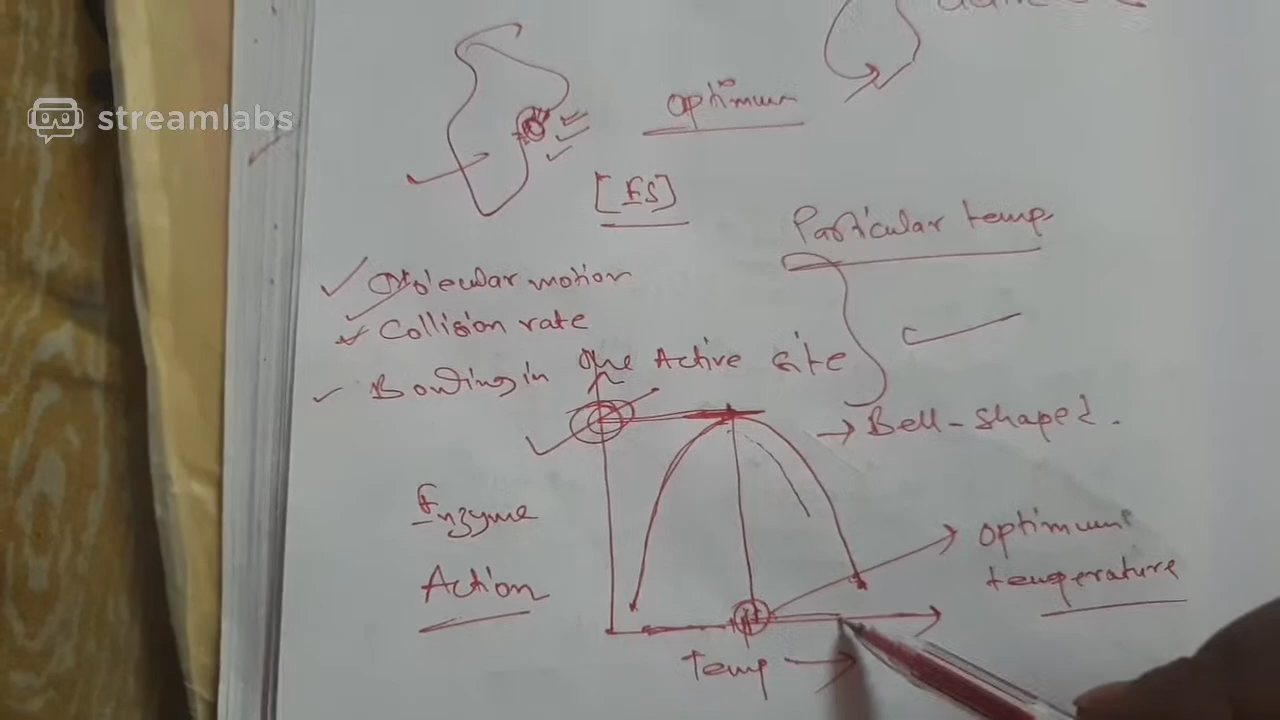 streamlabs
optimum
[ES]
Particular temp.
Molecular motion
Collision rate
Bonding in the Active site
→ Bell-shaped.
Enzyme
Action
optimum
temperature
Temp →